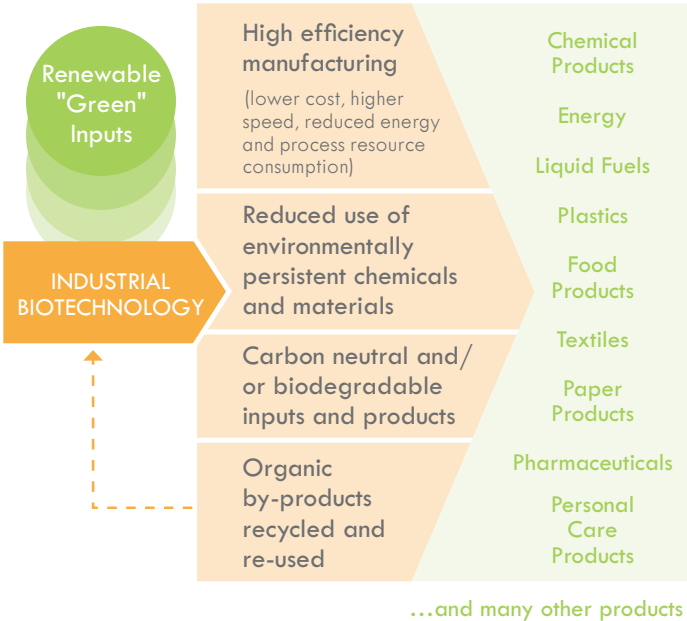 Renewable
"Green"
Inputs
INDUSTRIAL
BIOTECHNOLOGY
High efficiency
manufacturing
(lower cost, higher
speed, reduced energy
and process resource
consumption)
Reduced use of
environmentally
persistent chemicals
and materials
Carbon neutral and/
or biodegradable
inputs and products
Organic
by-products
recycled and
re-used
Chemical
Products
Energy
Liquid Fuels
Plastics
Food
Products
Textiles
Paper
Products
Pharmaceuticals
Personal
Care
Products
...and many other products